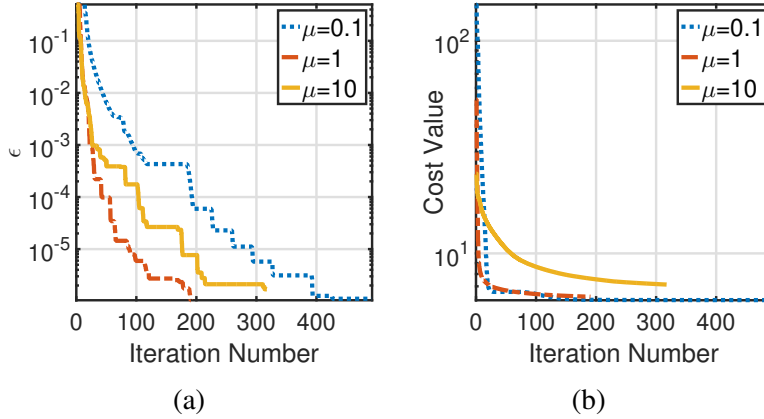 10^-1
10^-2
10^-3
10^-4
10^-5
ϵ
μ=0.1
μ=1
μ=10
0 100 200 300 400
Iteration Number
(a)
10^2
10^1
Cost Value
μ=0.1
μ=1
μ=10
0 100 200 300 400
Iteration Number
(b)